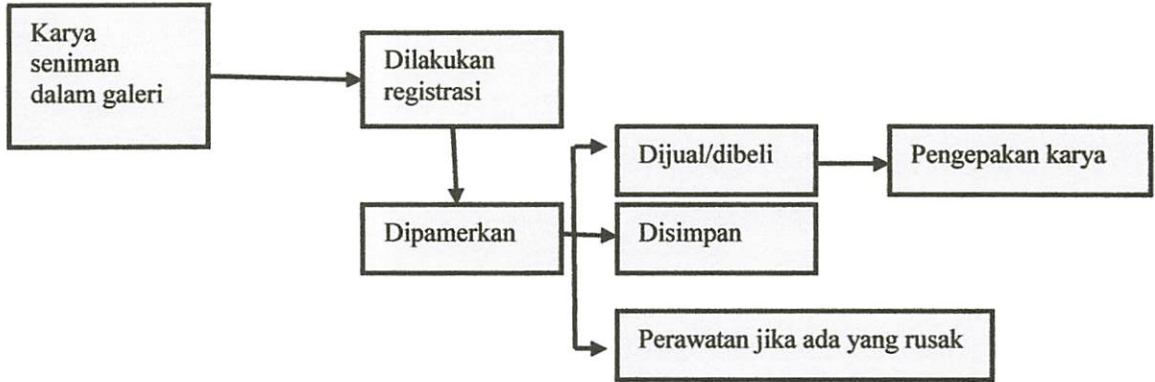 Karya
seniman
dalam galeri
Dilakukan
registrasi
Dipamerkan
Dijual/dibeli
Pengepakan karya
Disimpan
Perawatan jika ada yang rusak